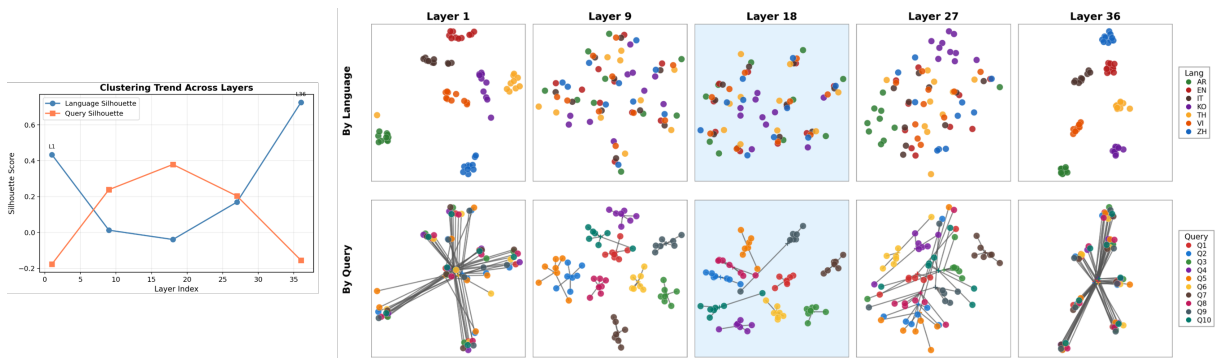 Clustering Trend Across Layers
Language Silhouette
Query Silhouette
L1
L36
0.6
0.4
0.2
0.0
−0.2
Silhouette Score
0 5 10 15 20 25 30 35
Layer Index
Layer 1 Layer 9 Layer 18 Layer 27 Layer 36
By Language
Lang
AR
EN
IT
KO
TH
VI
ZH
By Query
Query
Q1
Q2
Q3
Q4
Q5
Q6
Q7
Q8
Q9
Q10